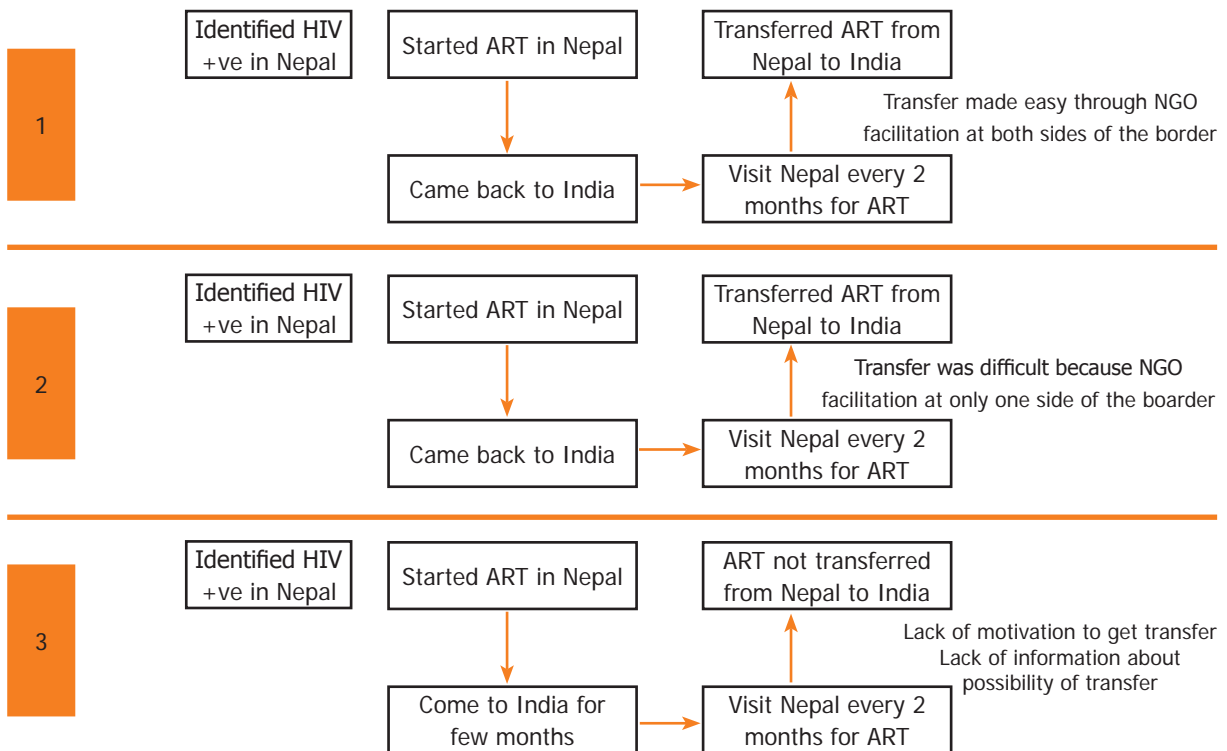 1
Identified HIV
+ve in Nepal
Started ART in Nepal
Transferred ART from
Nepal to India
Transfer made easy through NGO
facilitation at both sides of the border
Came back to India
Visit Nepal every 2
months for ART
2
Identified HIV
+ve in Nepal
Started ART in Nepal
Transferred ART from
Nepal to India
Transfer was difficult because NGO
facilitation at only one side of the boarder
Came back to India
Visit Nepal every 2
months for ART
3
Identified HIV
+ve in Nepal
Started ART in Nepal
ART not transferred
from Nepal to India
Lack of motivation to get transfer
Lack of information about
possibility of transfer
Come to India for
few months
Visit Nepal every 2
months for ART